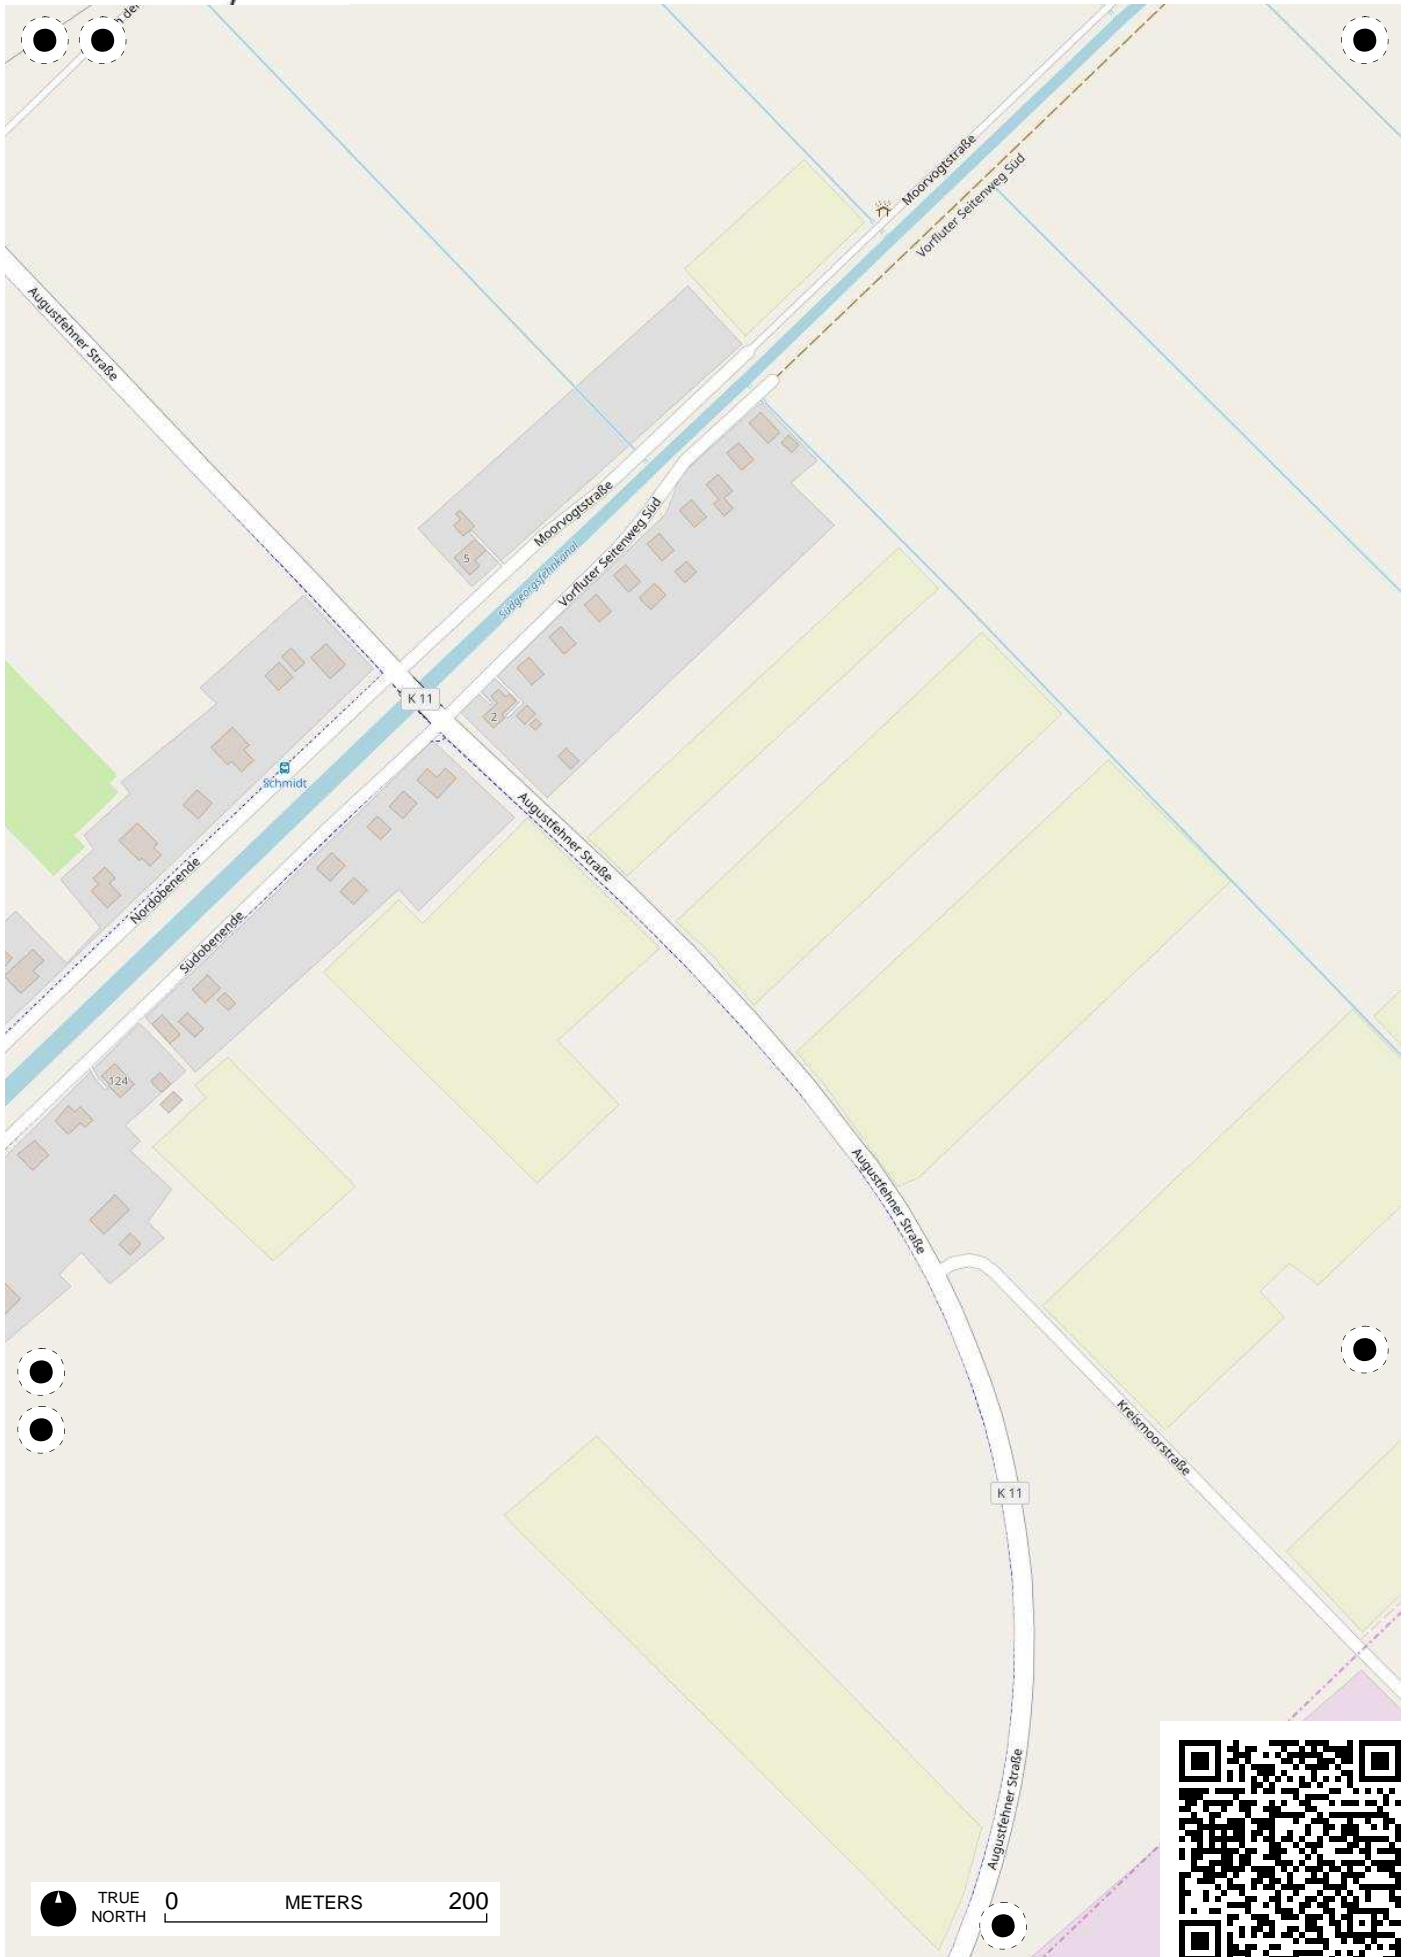 Moorvogtstraße
Vorfluter Seitenweg Süd
Augustfehner Straße
Moorvogtstraße
5
Südgeorgsfehnkanal
Vorfluter Seitenweg Süd
K 11
2
Schmidt
Augustfehner Straße
Nordobenende
Südobenende
124
Augustfehner Straße
Kreismoorstraße
K 11
Augustfehner Straße
TRUE NORTH
0 METERS 200